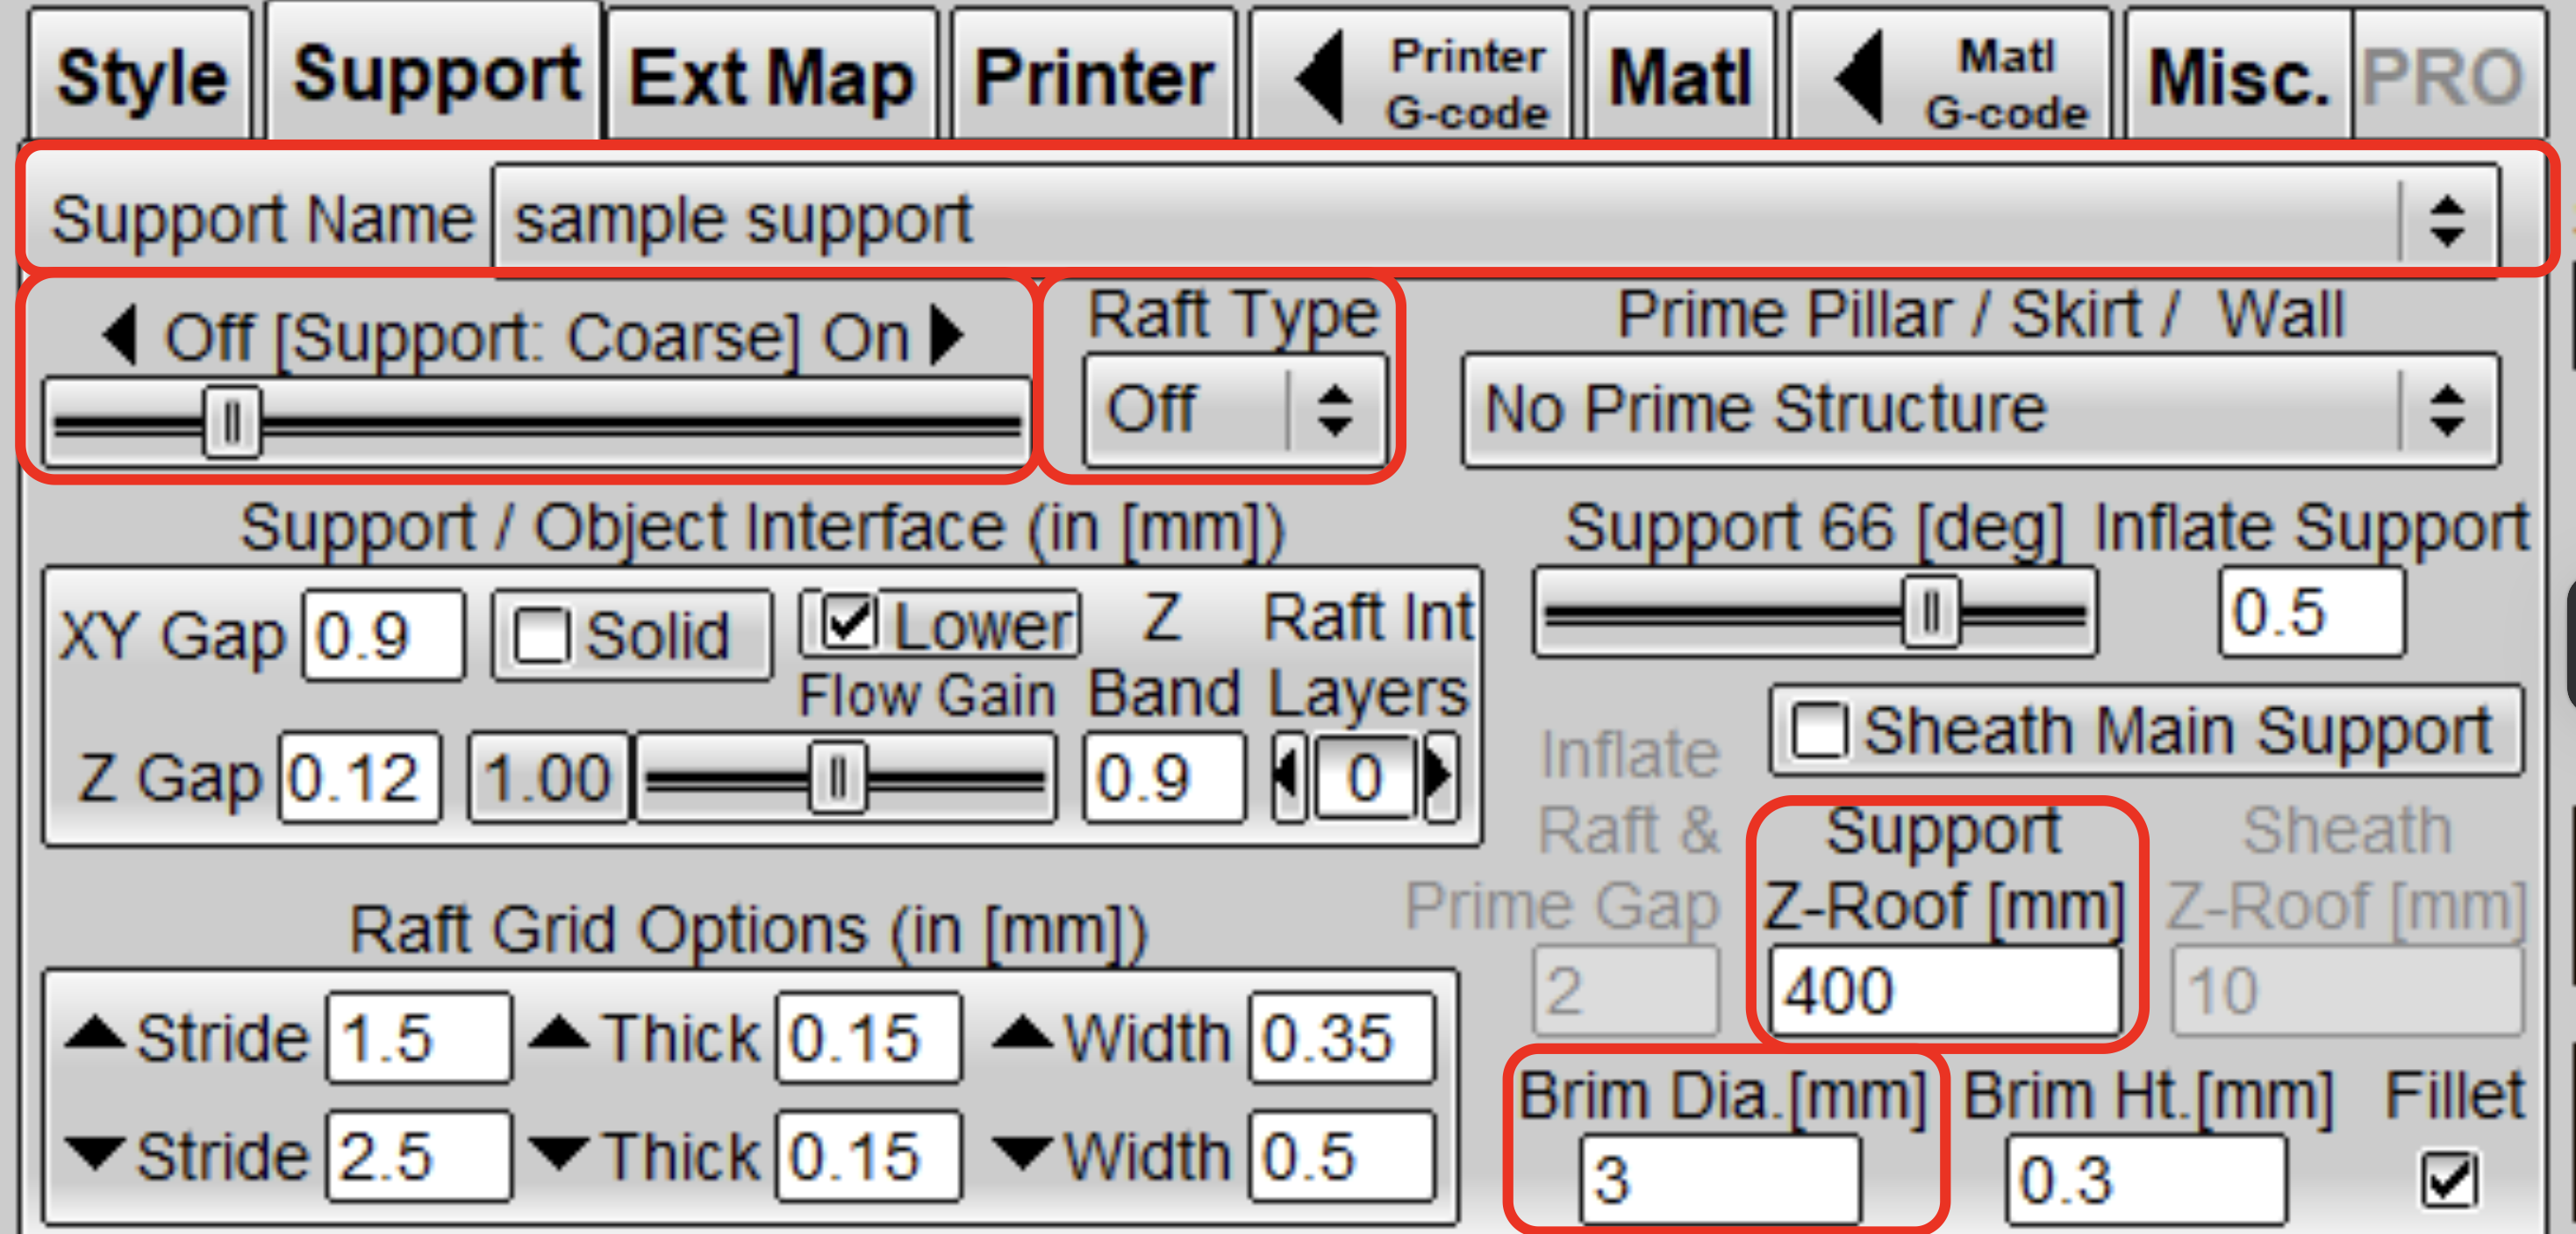 Style Support Ext Map Printer Printer G-code Matl Matl G-code Misc. PRO
Support Name sample support
Off [Support: Coarse] On
Raft Type
Off
Prime Pillar / Skirt / Wall
No Prime Structure
Support / Object Interface (in [mm])
XY Gap 0.9 Solid Lower Z Raft Int
Flow Gain Band Layers
Z Gap 0.12 1.00 0.9 0
Support 66 [deg] Inflate Support
0.5
Sheath Main Support
Inflate
Raft &
Prime Gap
2
Support
Z-Roof [mm]
400
Sheath
Z-Roof [mm]
10
Raft Grid Options (in [mm])
Stride 1.5 Thick 0.15 Width 0.35
Stride 2.5 Thick 0.15 Width 0.5
Brim Dia.[mm] Brim Ht.[mm] Fillet
3 0.3